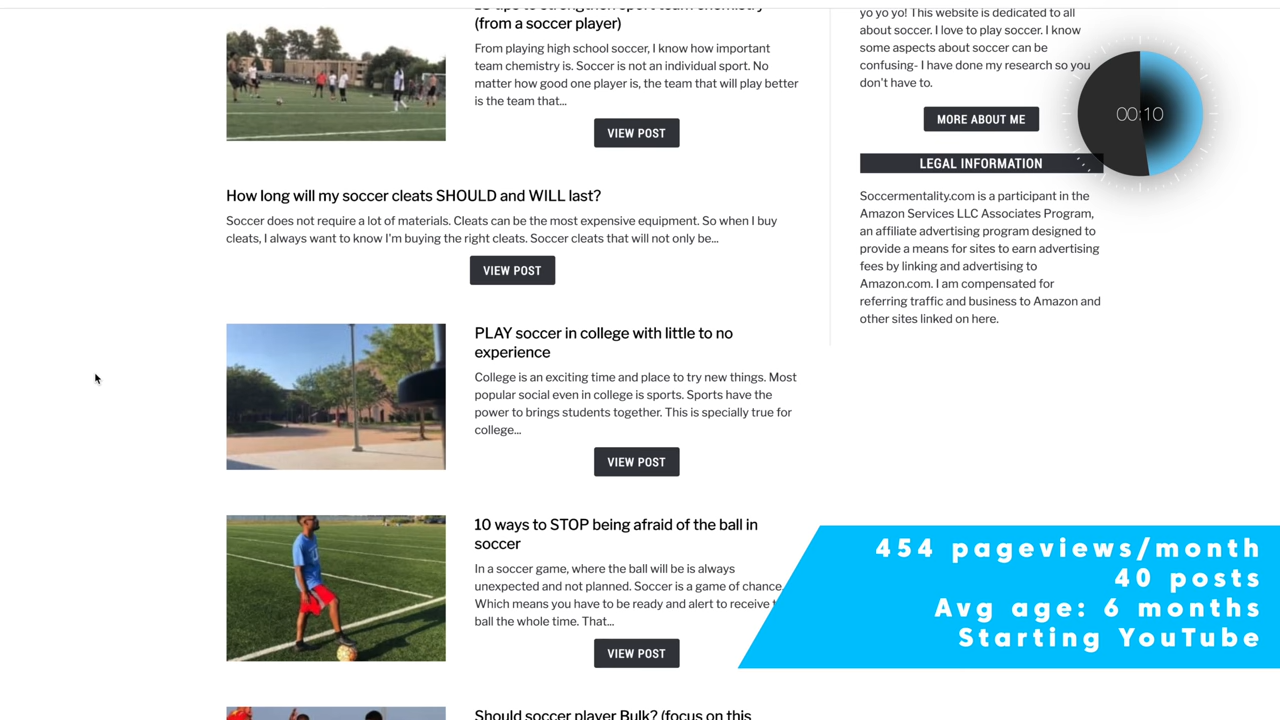 (from a soccer player)
From playing high school soccer, I know how important
team chemistry is. Soccer is not an individual sport. No
matter how good one player is, the team that will play better
is the team that...
VIEW POST
How long will my soccer cleats SHOULD and WILL last?
Soccer does not require a lot of materials. Cleats can be the most expensive equipment. So when I buy
cleats, I always want to know I'm buying the right cleats. Soccer cleats that will not only be...
VIEW POST
PLAY soccer in college with little to no
experience
College is an exciting time and place to try new things. Most
popular social even in college is sports. Sports have the
power to brings students together. This is specially true for
college...
VIEW POST
10 ways to STOP being afraid of the ball in
soccer
In a soccer game, where the ball will be is always
unexpected and not planned. Soccer is a game of chance.
Which means you have to be ready and alert to receive
ball the whole time. That...
VIEW POST
Should soccer player Bulk? (focus on this
yo yo yo! This website is dedicated to all
about soccer. I love to play soccer. I know
some aspects about soccer can be
confusing- I have done my research so you
don't have to.
MORE ABOUT ME
LEGAL INFORMATION
Soccermentality.com is a participant in the
Amazon Services LLC Associates Program,
an affiliate advertising program designed to
provide a means for sites to earn advertising
fees by linking and advertising to
Amazon.com. I am compensated for
referring traffic and business to Amazon and
other sites linked on here.
00:10
454 pageviews/month
40 posts
Avg age: 6 months
Starting YouTube